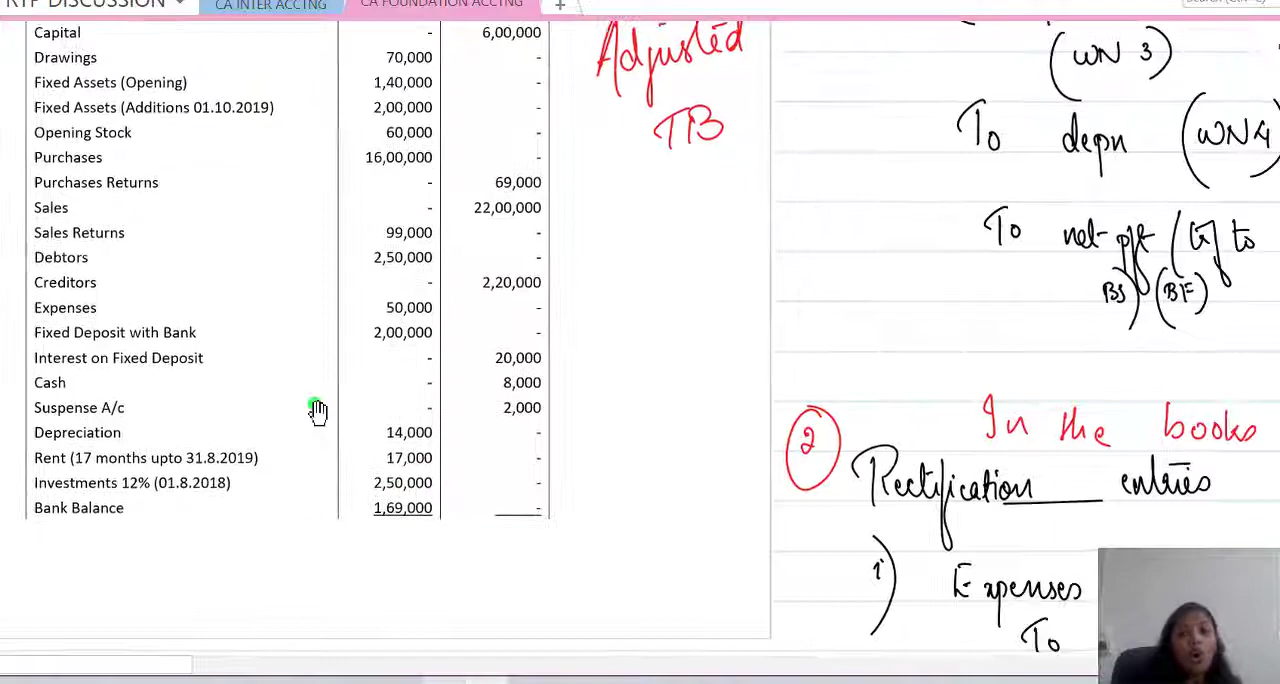 RTP DISCUSSION CA INTER ACCTNG CA FOUNDATION ACCTNG +
Capital - 6,00,000
Drawings 70,000 -
Fixed Assets (Opening) 1,40,000 -
Fixed Assets (Additions 01.10.2019) 2,00,000 -
Opening Stock 60,000 -
Purchases 16,00,000 -
Purchases Returns - 69,000
Sales - 22,00,000
Sales Returns 99,000 -
Debtors 2,50,000 -
Creditors - 2,20,000
Expenses 50,000 -
Fixed Deposit with Bank 2,00,000 -
Interest on Fixed Deposit - 20,000
Cash - 8,000
Suspense A/c - 2,000
Depreciation 14,000 -
Rent (17 months upto 31.8.2019) 17,000 -
Investments 12% (01.8.2018) 2,50,000 -
Bank Balance 1,69,000 -
Adjusted
TB
(WN 3)
To depn (WN4)
To net pft (tr to
BS) (BF)
2 In the books
Rectification entries
i) Expenses
To